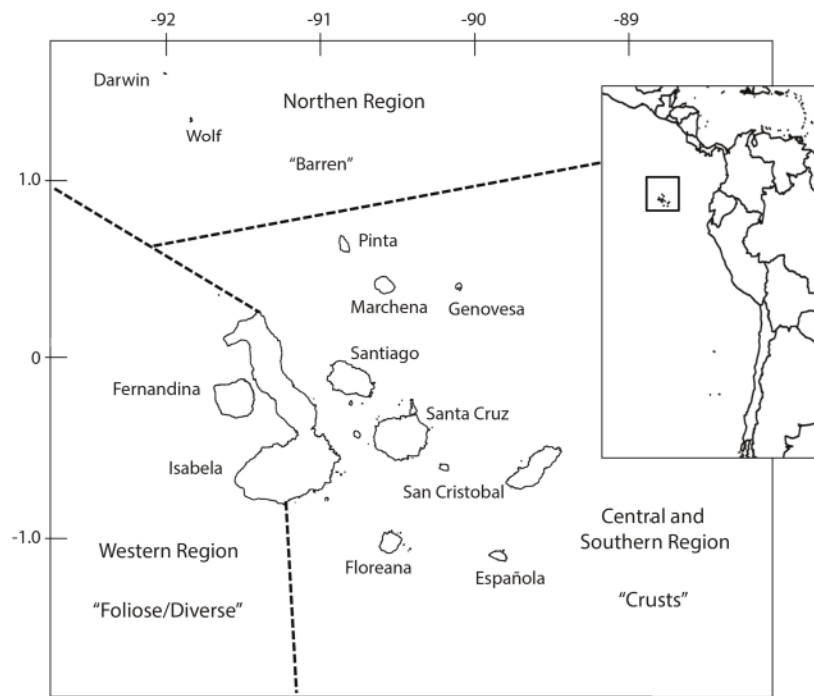 -92 -91 -90 -89
Darwin
Northen Region
Wolf
"Barren"
1.0
Pinta
Marchena
Genovesa
Santiago
0
Fernandina
Santa Cruz
Isabela
San Cristobal
Central and
Southern Region
-1.0
Western Region
Floreana
Española
"Foliose/Diverse"
"Crusts"